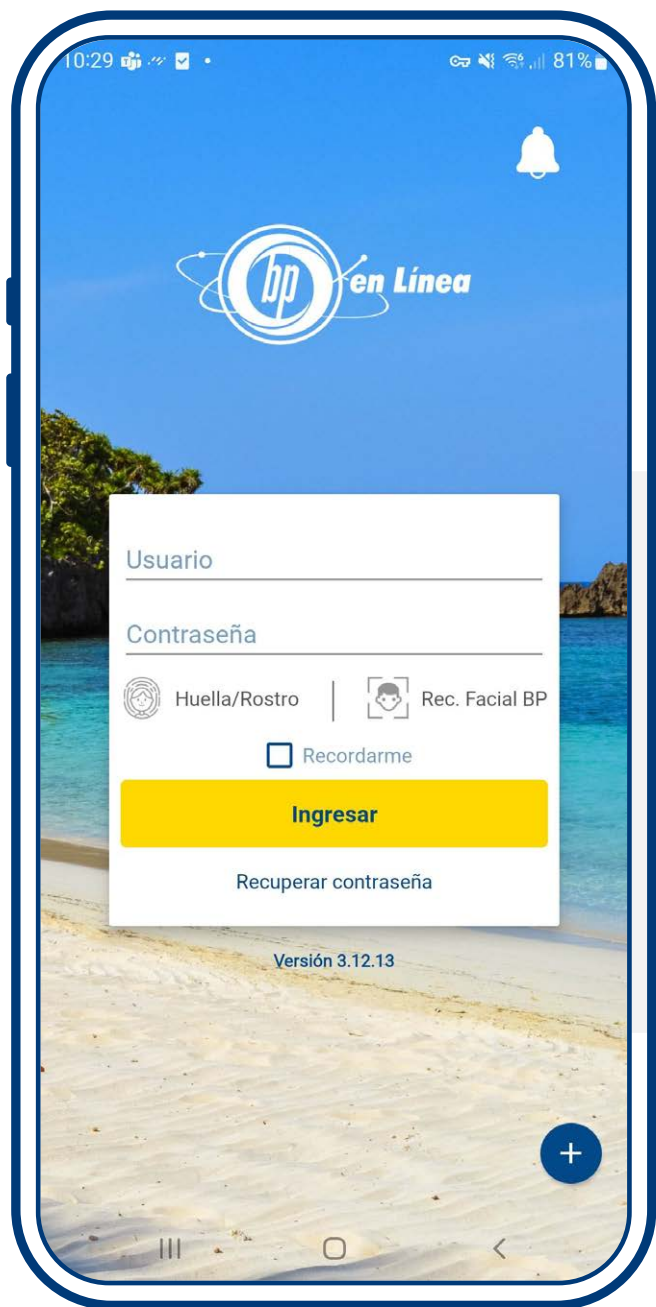 10:29 81%
bp en Línea
Usuario
Contraseña
Huella/Rostro Rec. Facial BP
Recordarme
Ingresar
Recuperar contraseña
Versión 3.12.13
+